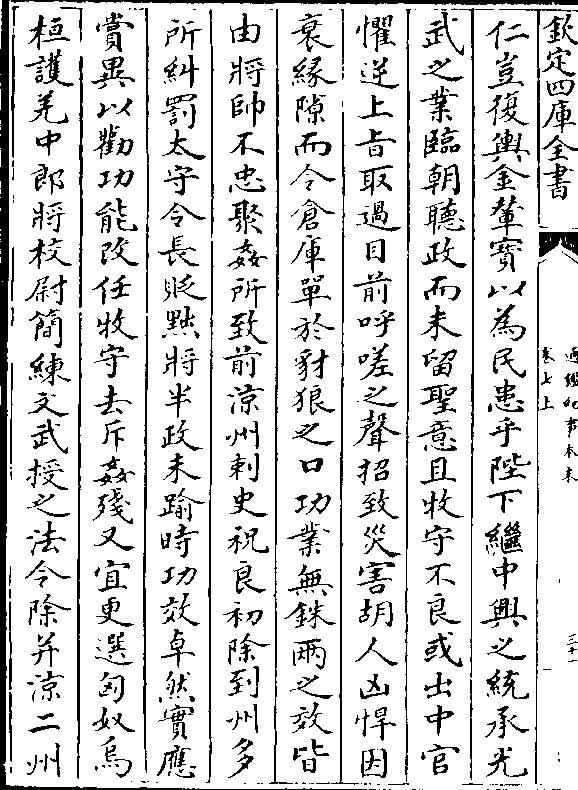 欽定四庫全書
通鑑紀事本末
卷七上
三十一
仁豈復輿金輦寶以為民患乎陛下繼中興之統承光
武之業臨朝聽政而未留聖意且牧守不良或出中官
懼逆上旨取過目前呼嗟之聲招致災害胡人凶悍因
衰緣隙而令倉庫單於豺狼之口功業無銖兩之效皆
由將帥不忠聚姦所致前涼州刺史祝良初除到州多
所糾罰太守令長貶黜將半政未踰時功效卓然實應
賞異以勸功能改任牧守去斥姦殘又宜更選匈奴烏
桓護羌中郎將校尉簡練文武授之法令除并涼二州